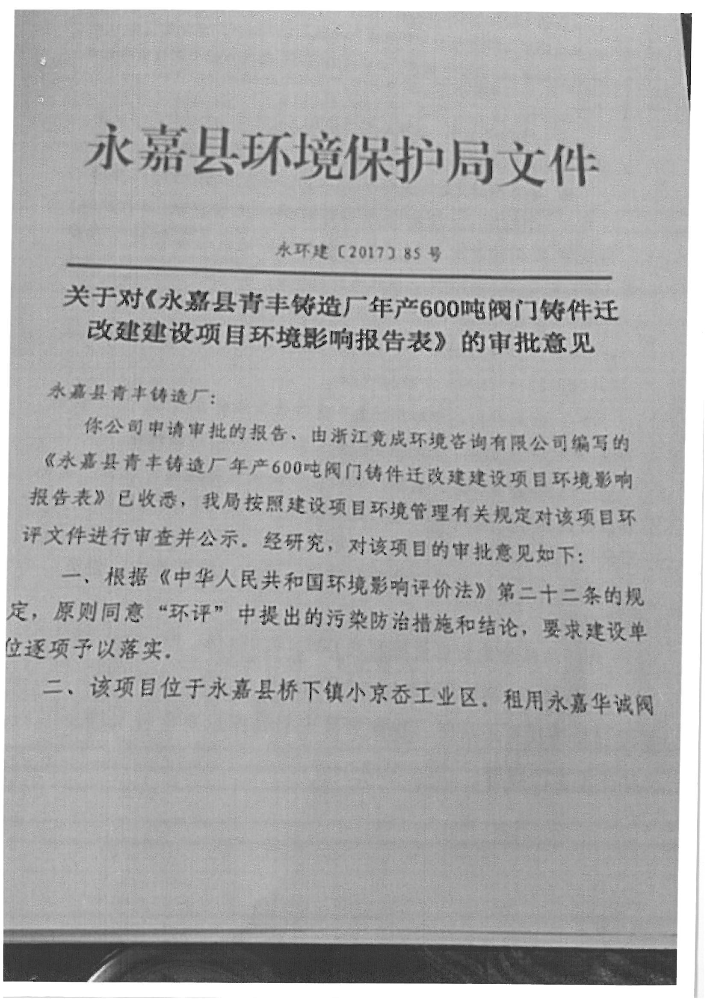 永嘉县环境保护局文件
永环建〔2017〕85 号
关于对《永嘉县青丰铸造厂年产600吨阀门铸件迁
改建建设项目环境影响报告表》的审批意见
永嘉县青丰铸造厂：
你公司申请审批的报告、由浙江竟成环境咨询有限公司编写的
《永嘉县青丰铸造厂年产600吨阀门铸件迁改建建设项目环境影响
报告表》已收悉，我局按照建设项目环境管理有关规定对该项目环
评文件进行审查并公示。经研究，对该项目的审批意见如下：
一、根据《中华人民共和国环境影响评价法》第二十二条的规
定，原则同意“环评”中提出的污染防治措施和结论，要求建设单
位逐项予以落实。
二、该项目位于永嘉县桥下镇小京岙工业区．租用永嘉华诚阀